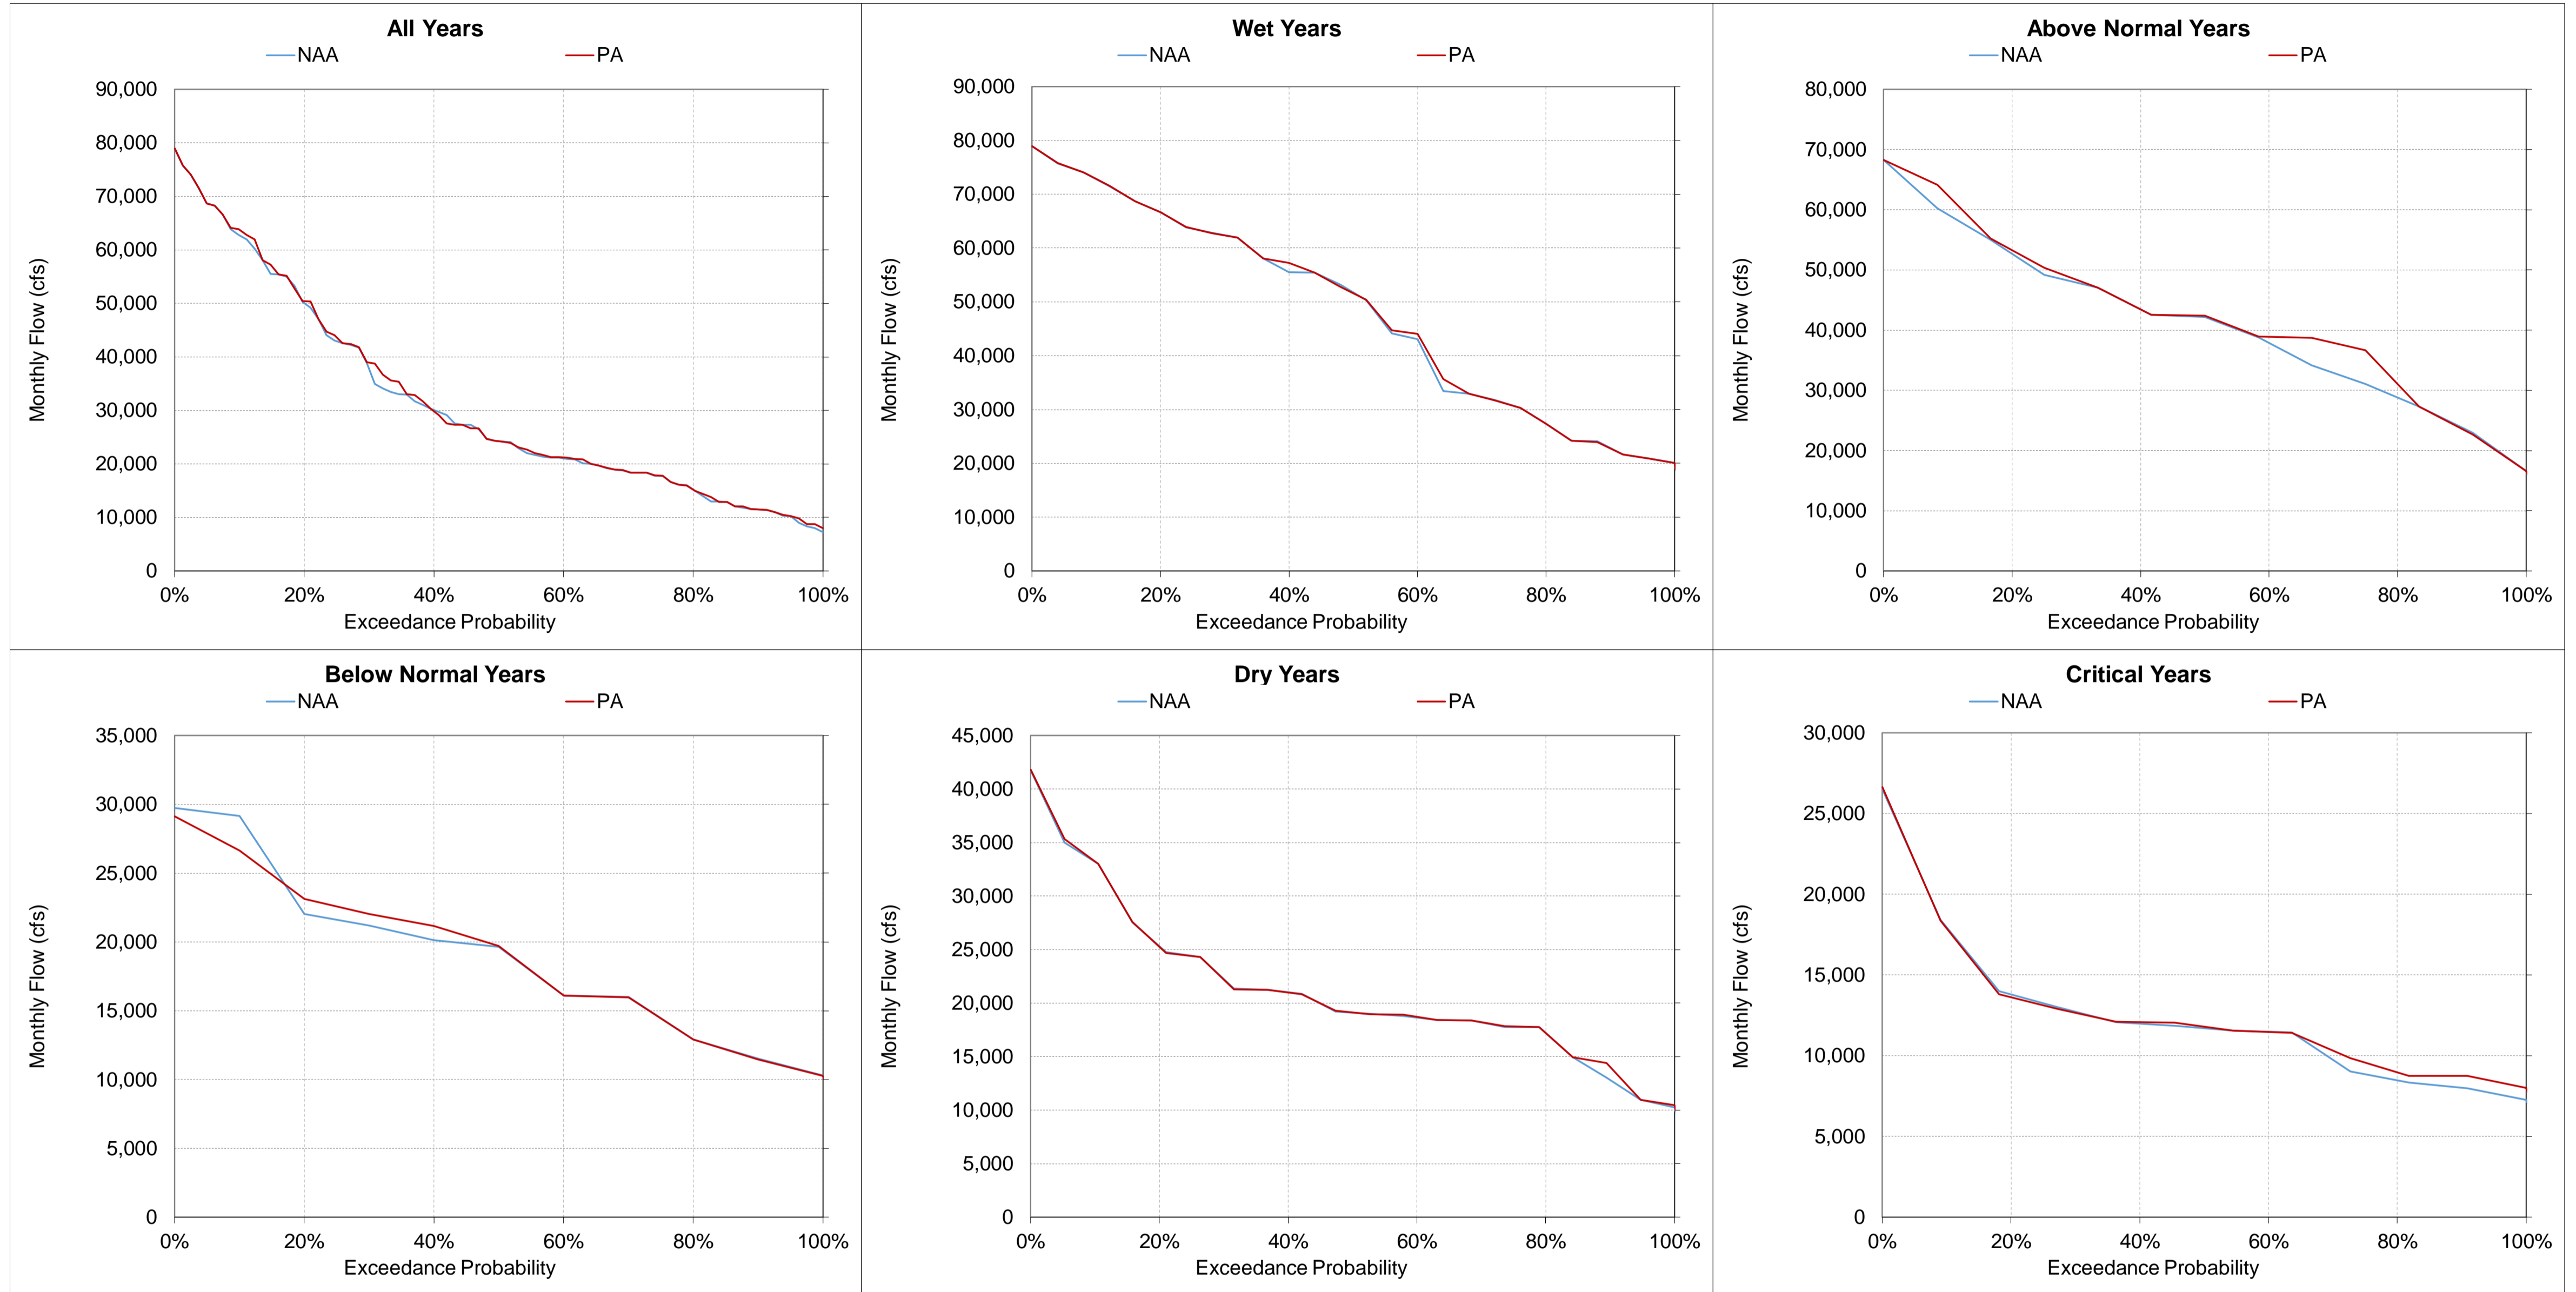 All Years
NAA PA
90,000
80,000
70,000
60,000
50,000
40,000
30,000
20,000
10,000
0
Monthly Flow (cfs)
0% 20% 40% 60% 80% 100%
Exceedance Probability
Wet Years
NAA PA
90,000
80,000
70,000
60,000
50,000
40,000
30,000
20,000
10,000
0
Monthly Flow (cfs)
0% 20% 40% 60% 80% 100%
Exceedance Probability
Above Normal Years
NAA PA
80,000
70,000
60,000
50,000
40,000
30,000
20,000
10,000
0
Monthly Flow (cfs)
0% 20% 40% 60% 80% 100%
Exceedance Probability
Below Normal Years
NAA PA
35,000
30,000
25,000
20,000
15,000
10,000
5,000
0
Monthly Flow (cfs)
0% 20% 40% 60% 80% 100%
Exceedance Probability
Dry Years
NAA PA
45,000
40,000
35,000
30,000
25,000
20,000
15,000
10,000
5,000
0
Monthly Flow (cfs)
0% 20% 40% 60% 80% 100%
Exceedance Probability
Critical Years
NAA PA
30,000
25,000
20,000
15,000
10,000
5,000
0
Monthly Flow (cfs)
0% 20% 40% 60% 80% 100%
Exceedance Probability